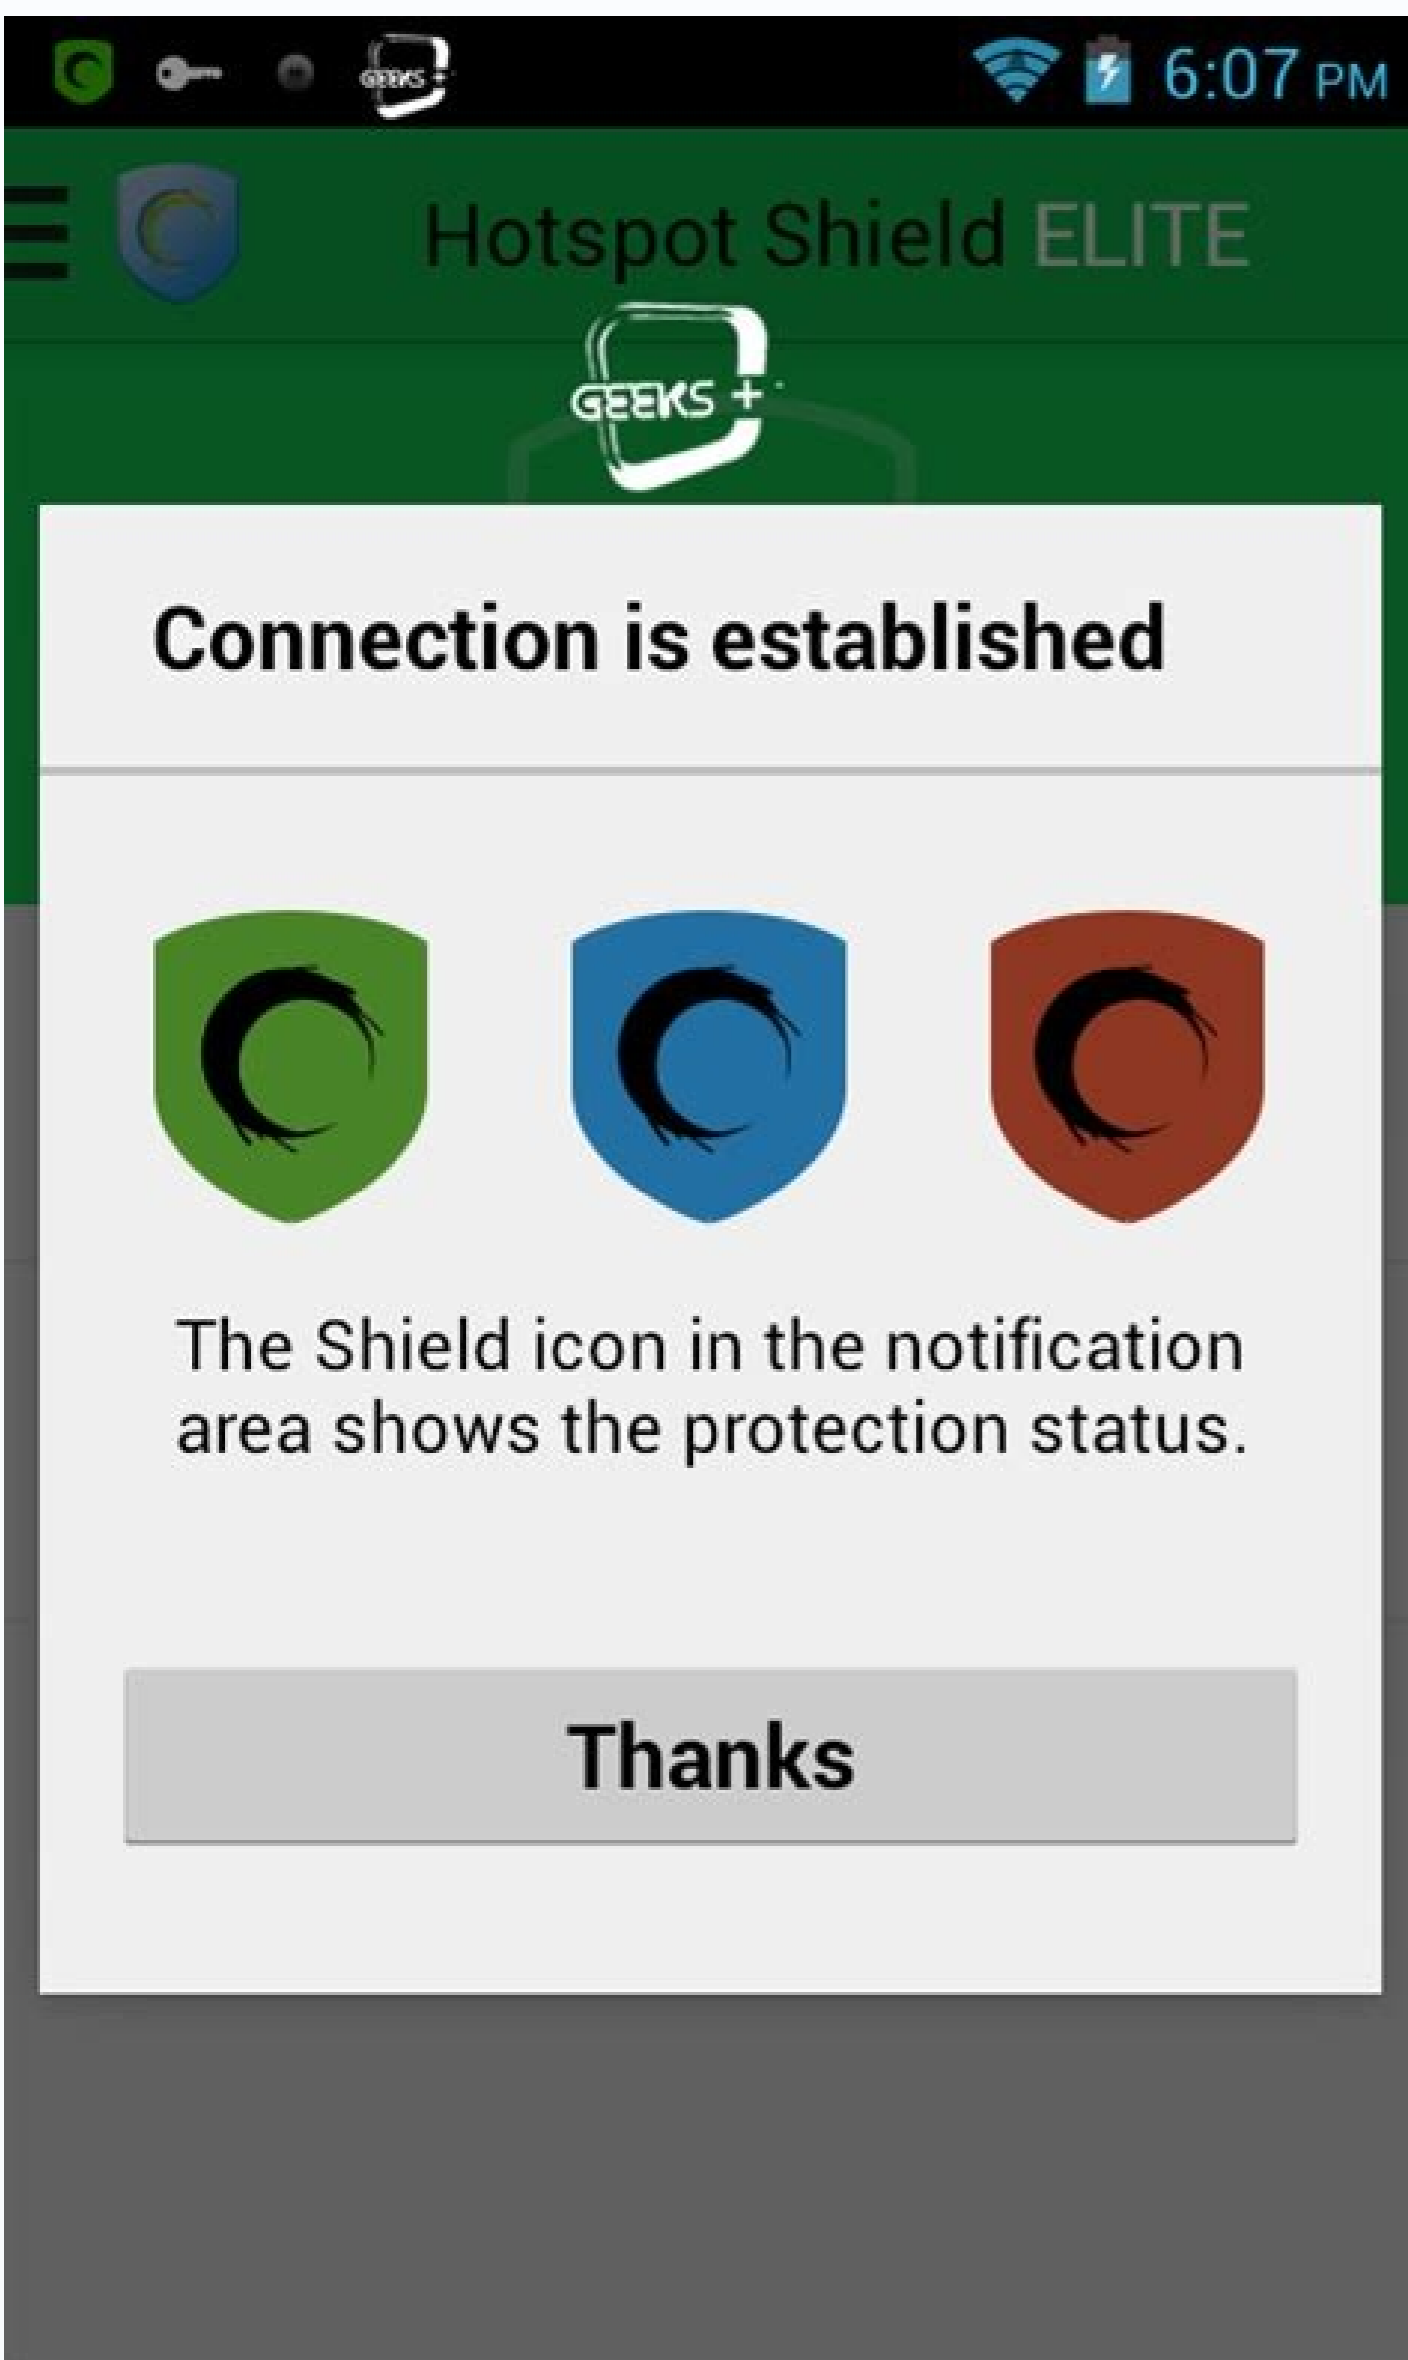 GEEKS +
6:07 PM
Hotspot Shield ELITE
GEEKS +
Connection is established
The Shield icon in the notification
area shows the protection status.
Thanks